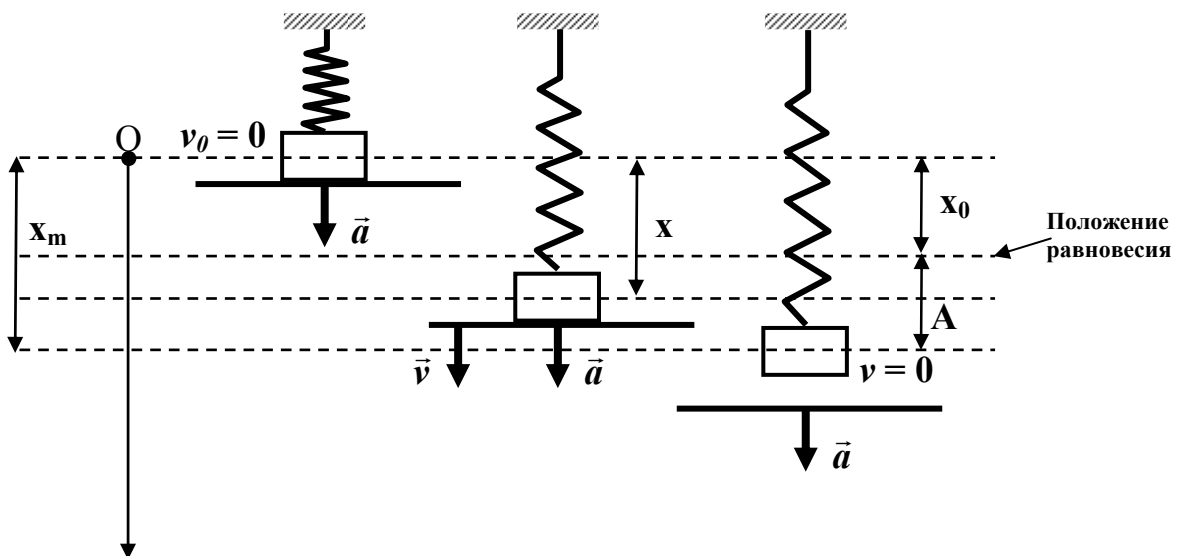 O
v₀ = 0
xₘ
a⃗
x
x₀
Положение
равновесия
A
v⃗
a⃗
v = 0
a⃗